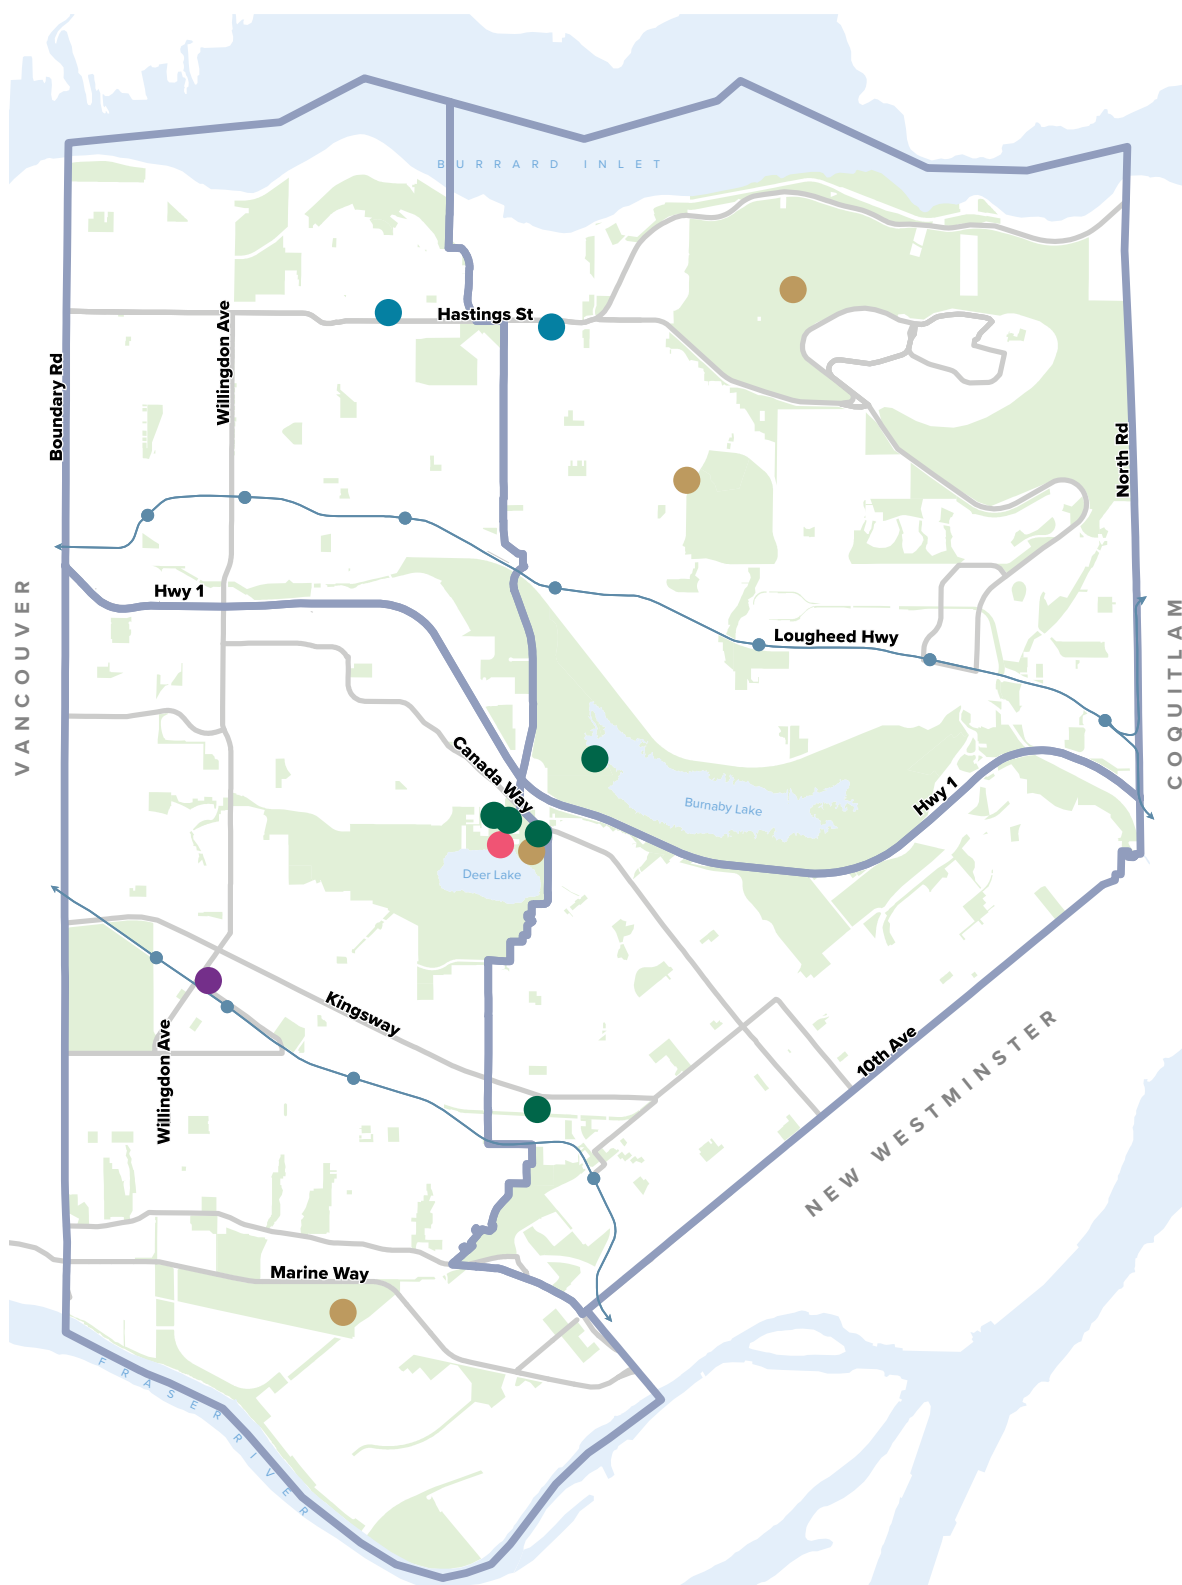 BURRARD INLET
Hastings St
Willingdon Ave
Boundary Rd
North Rd
Hwy 1
Lougheed Hwy
VANCOUVER
COQUITLAM
Canada Way
Burnaby Lake
Hwy 1
Deer Lake
Kingsway
Willingdon Ave
10th Ave
NEW WESTMINSTER
Marine Way
FRASER RIVER